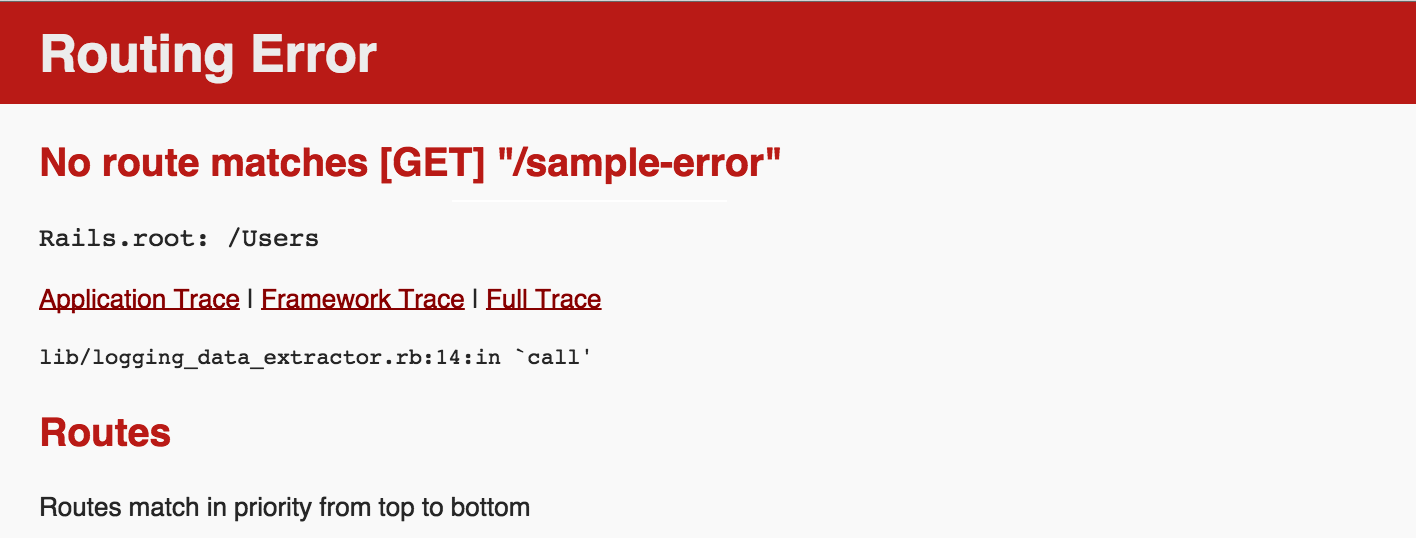 Routing Error
No route matches [GET] "/sample-error"
Rails.root: /Users
Application Trace | Framework Trace | Full Trace
lib/logging_data_extractor.rb:14:in `call'
Routes
Routes match in priority from top to bottom